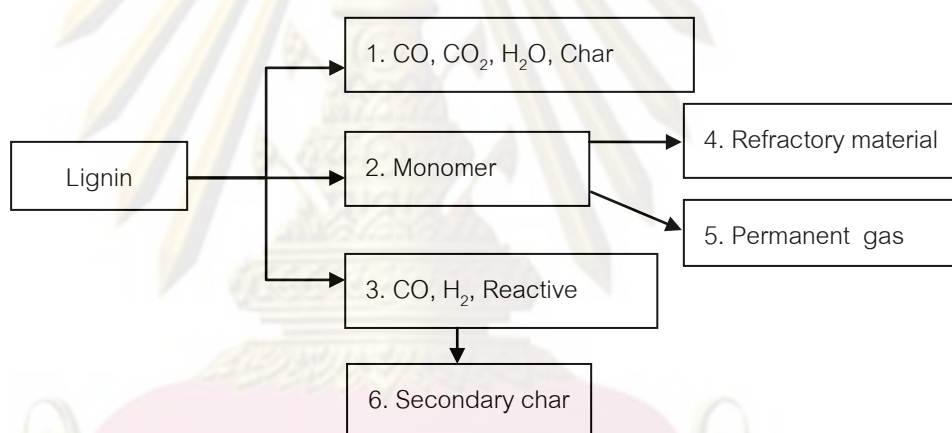 1. CO, CO₂, H₂O, Char
4. Refractory material
Lignin
2. Monomer
5. Permanent gas
3. CO, H₂, Reactive
6. Secondary char